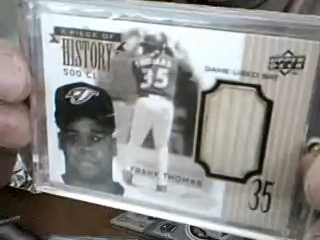 A PIECE OF
HISTORY
500 CLUB
GAME-USED BAT
UPPER DECK
THOMAS
35
FRANK THOMAS
35